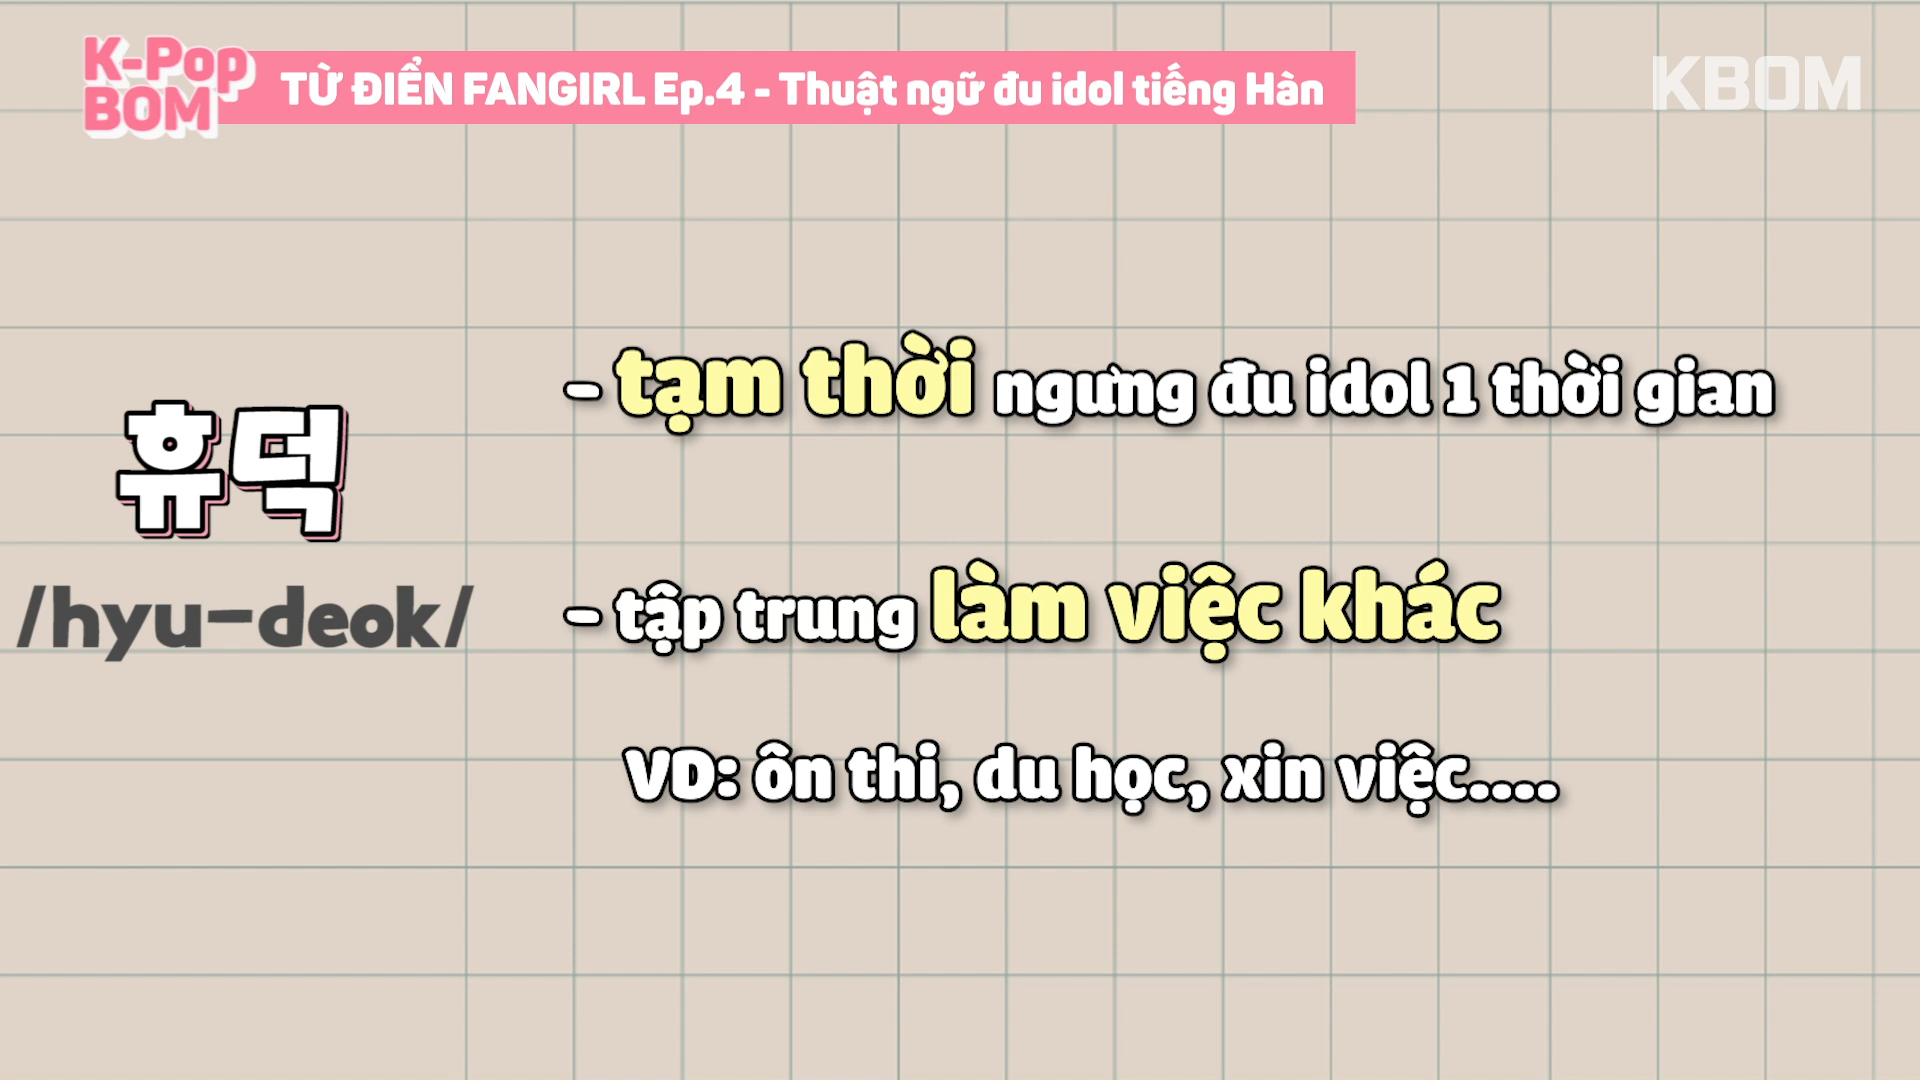 K-Pop
BOM
TỪ ĐIỂN FANGIRL Ep.4 - Thuật ngữ đu idol tiếng Hàn
KBOM
휴덕
/hyu-deok/
- tạm thời ngưng đu idol 1 thời gian
- tập trung làm việc khác
VD: ôn thi, du học, xin việc....